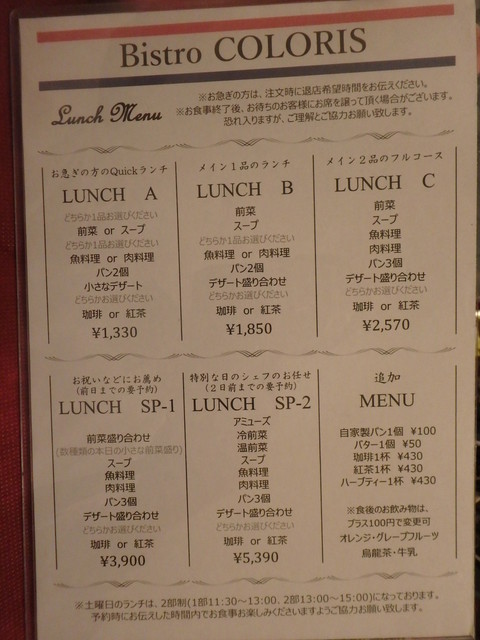 Bistro COLORIS
Lunch Menu
※お急ぎの方は、注文時に退店希望時間をお伝えください。
※お食事終了後、お待ちのお客様にお席を譲って頂く場合がございます。
恐れ入りますが、ご理解とご協力お願い致します。
お急ぎの方のQuickランチ
LUNCH A
どちらか1品お選びください
前菜 or スープ
どちらか1品お選びください
魚料理 or 肉料理
パン2個
小さなデザート
どちらかお選びください
珈琲 or 紅茶
¥1,330
メイン1品のランチ
LUNCH B
前菜
スープ
どちらか1品お選びください
魚料理 or 肉料理
パン2個
デザート盛り合わせ
どちらかお選びください
珈琲 or 紅茶
¥1,850
メイン2品のフルコース
LUNCH C
前菜
スープ
魚料理
肉料理
パン3個
デザート盛り合わせ
どちらかお選びください
珈琲 or 紅茶
¥2,570
お祝いなどにお薦め
(前日までの要予約)
LUNCH SP-1
前菜盛り合わせ
(数種類の本日の小さな前菜盛り)
スープ
魚料理
肉料理
パン3個
デザート盛り合わせ
どちらかお選びください
珈琲 or 紅茶
¥3,900
特別な日のシェフのお任せ
(2日前までの要予約)
LUNCH SP-2
アミューズ
冷前菜
温前菜
スープ
魚料理
肉料理
パン3個
デザート盛り合わせ
どちらかお選びください
珈琲 or 紅茶
¥5,390
追加
MENU
自家製パン1個 ¥100
バター1個 ¥50
珈琲1杯 ¥430
紅茶1杯 ¥430
ハーブティー1杯 ¥430
※食後のお飲み物は、
プラス100円で変更可
オレンジ・グレープフルーツ
烏龍茶・牛乳
※土曜日のランチは、2部制(1部11:30～13:00、2部13:00～15:00)になっております。
予約時にお伝えした時間内でお食事お楽しみくださいますようご協力お願い致します。